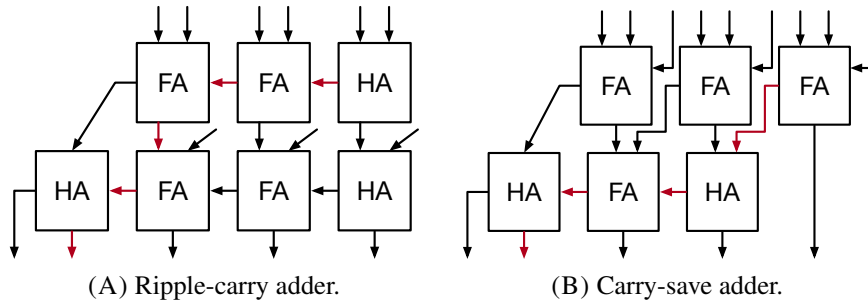 FA FA HA FA FA FA
HA FA FA HA HA FA HA
(A) Ripple-carry adder. (B) Carry-save adder.